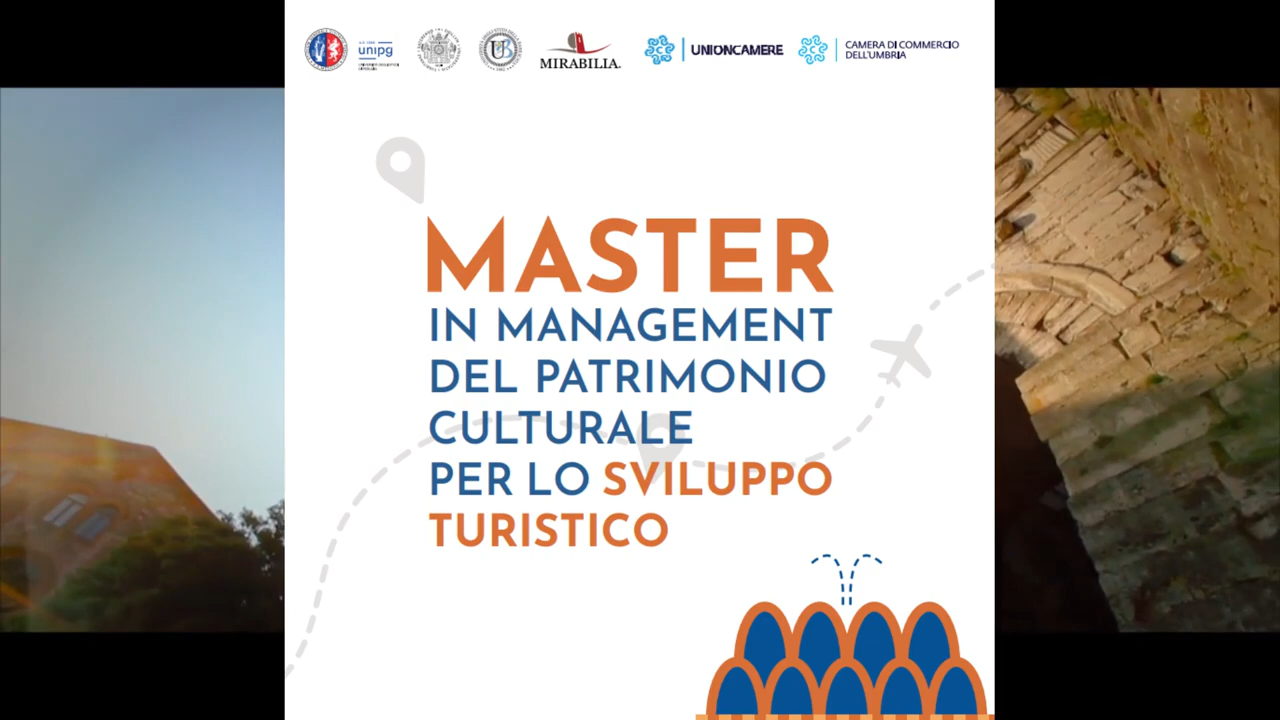 unipg
MIRABILIA.
UNIONCAMERE
CAMERA DI COMMERCIO
DELL'UMBRIA
MASTER
IN MANAGEMENT
DEL PATRIMONIO
CULTURALE
PER LO SVILUPPO
TURISTICO